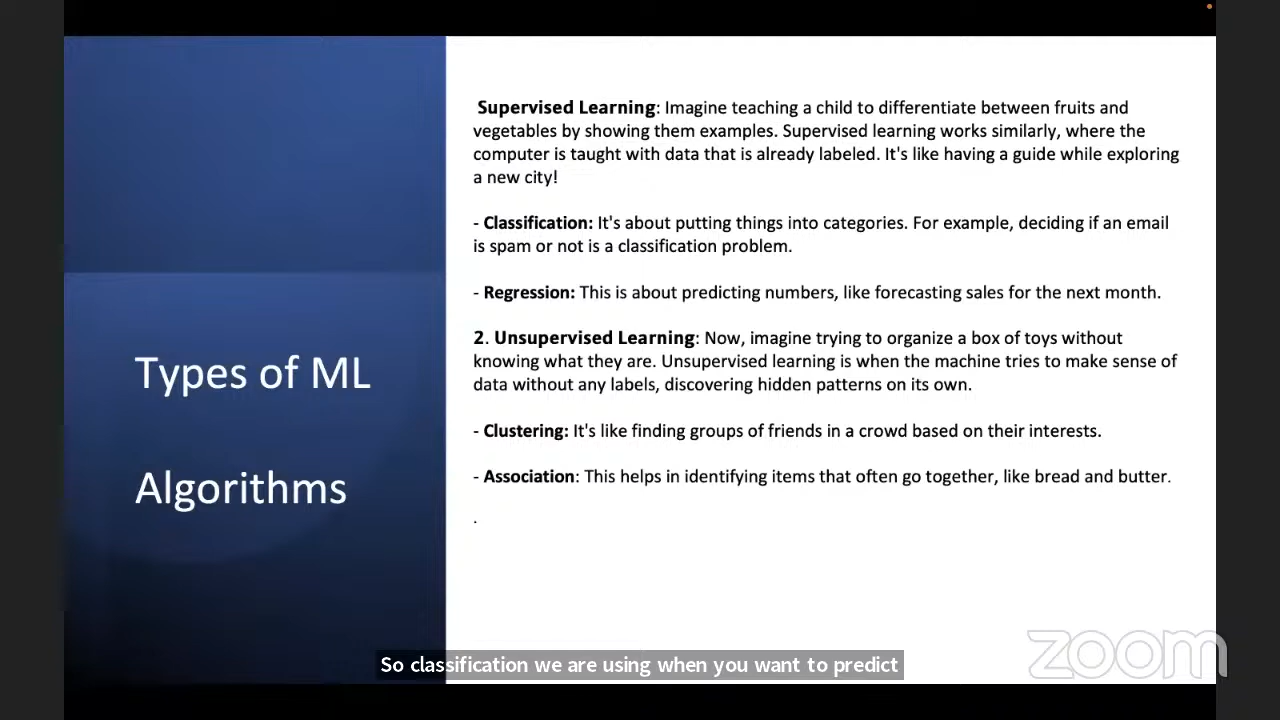 Supervised Learning: Imagine teaching a child to differentiate between fruits and
vegetables by showing them examples. Supervised learning works similarly, where the
computer is taught with data that is already labeled. It's like having a guide while exploring
a new city!
- Classification: It's about putting things into categories. For example, deciding if an email
is spam or not is a classification problem.
- Regression: This is about predicting numbers, like forecasting sales for the next month.
2. Unsupervised Learning: Now, imagine trying to organize a box of toys without
knowing what they are. Unsupervised learning is when the machine tries to make sense of
data without any labels, discovering hidden patterns on its own.
- Clustering: It's like finding groups of friends in a crowd based on their interests.
- Association: This helps in identifying items that often go together, like bread and butter.
.
Types of ML
Algorithms
So classification we are using when you want to predict
zoom